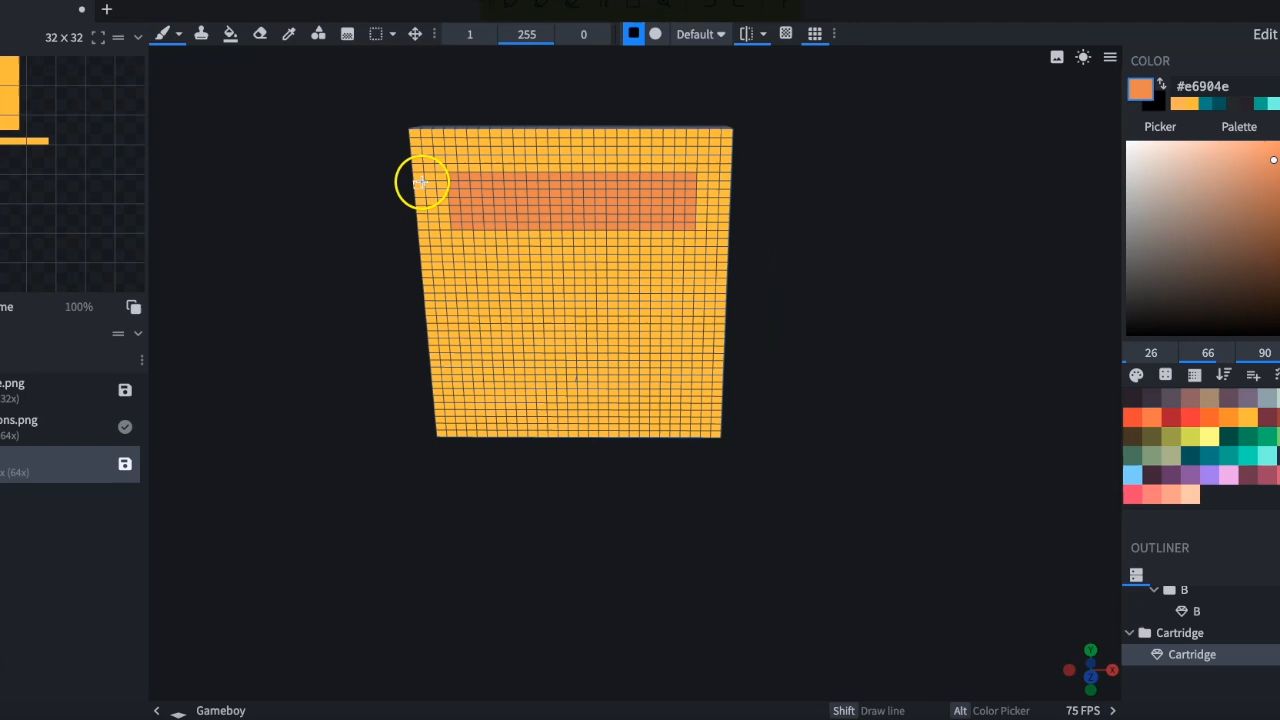 32 x 32
1
255
0
Default
Edit
COLOR
#e6904e
Picker
Palette
26
66
90
me
100%
e.png
32x)
ons.png
64x)
x (64x)
OUTLINER
B
B
Cartridge
Cartridge
Y
X
Z
Gameboy
Shift Draw line
Alt Color Picker
75 FPS